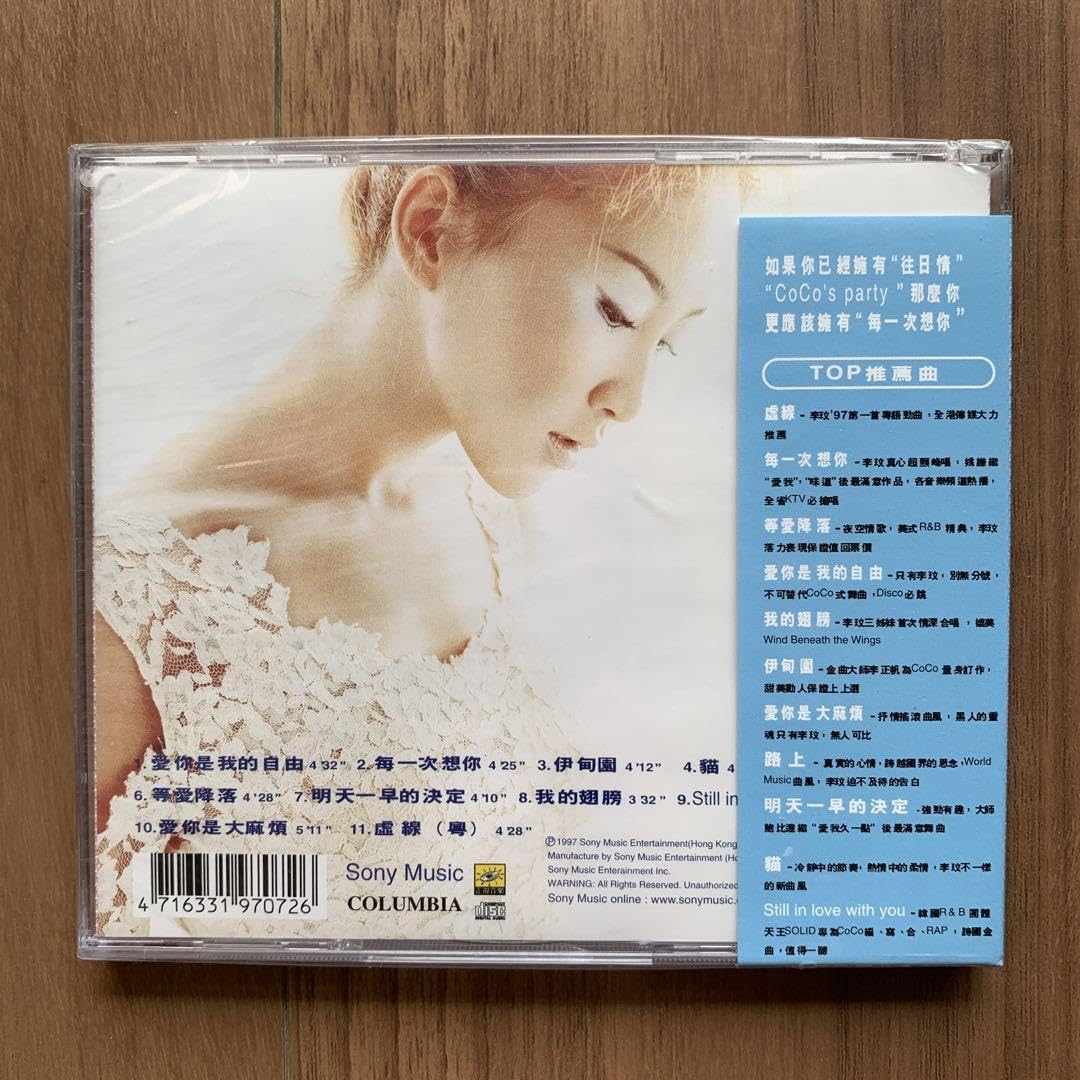 如果你已經擁有“往日情”
“CoCo's party ”那麼你
更應該擁有“每一次想你”
TOP推薦曲
虛線 - 李玟'97第一首粵語勁曲，全港傳媒大力
推薦
每一次想你 - 李玟真心超顫峰唱，姚謙繼
“愛我”，“味道”後最滿意作品，各音樂頻道熱播，
全省KTV必搶唱
等愛降落 - 夜空情歌，美式R&B 精典，李玟
落力表現保證值回票價
愛你是我的自由 - 只有李玟，別無分號，
不可替代CoCo式舞曲，Disco必跳
我的翅膀 - 李玟三姊妹首次情深合唱，媲美
Wind Beneath the Wings
伊甸園 - 金曲大師李正帆為CoCo 量身訂作，
甜美動人保證上上選
愛你是大麻煩 - 抒情搖滾曲風，黑人的靈
魂只有李玟，無人可比
路上 - 真實的心情，跨越國界的思念，World
Music曲風，李玟迫不及待的告白
明天一早的決定 -強勁有趣，大師
鮑比達繼“愛我久一點”後最滿意舞曲
貓 - 冷靜中的節奏，熱情中的柔情，李玟不一樣
的新曲風
Still in love with you - 韓國R&B 團體
天王SOLID專為CoCo編、寫、合、RAP，跨國金
曲，值得一聽
1.愛你是我的自由 4'32" 2.每一次想你 4'25" 3.伊甸園 4'12" 4.貓 4
6.等愛降落 4'28" 7.明天一早的決定 4'10" 8.我的翅膀 3'32" 9.Still in
10.愛你是大麻煩 5'11" 11.虛線（粵） 4'28"
Ⓟ 1997 Sony Music Entertainment(Hong Kong
Manufacture by Sony Music Entertainment (Ho
Sony Music Enterainment Inc.
WARNING: All Rights Reserved. Unauthorized
Sony Music online : www.sonymusic.
Sony Music
COLUMBIA
正視音樂
COMPACT
disc
DIGITAL AUDIO
4 716331 970726